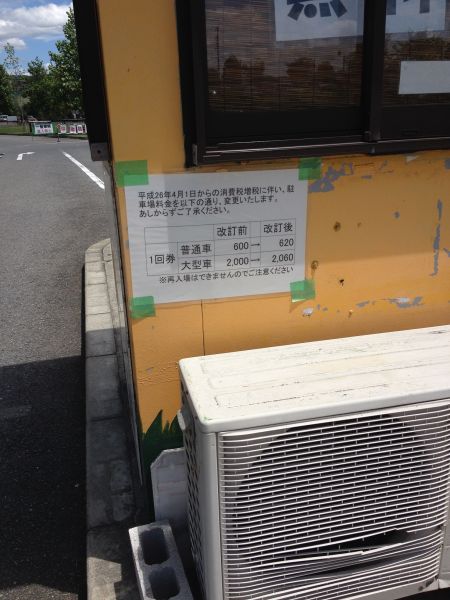 平成26年4月1日からの消費税増税に伴い、駐
車場料金を以下の通り、変更いたします。
あしからずご了承ください。
改訂前 改訂後
1回券 普通車 600→ 620
大型車 2,000→ 2,060
※再入場はできませんのでご注意ください